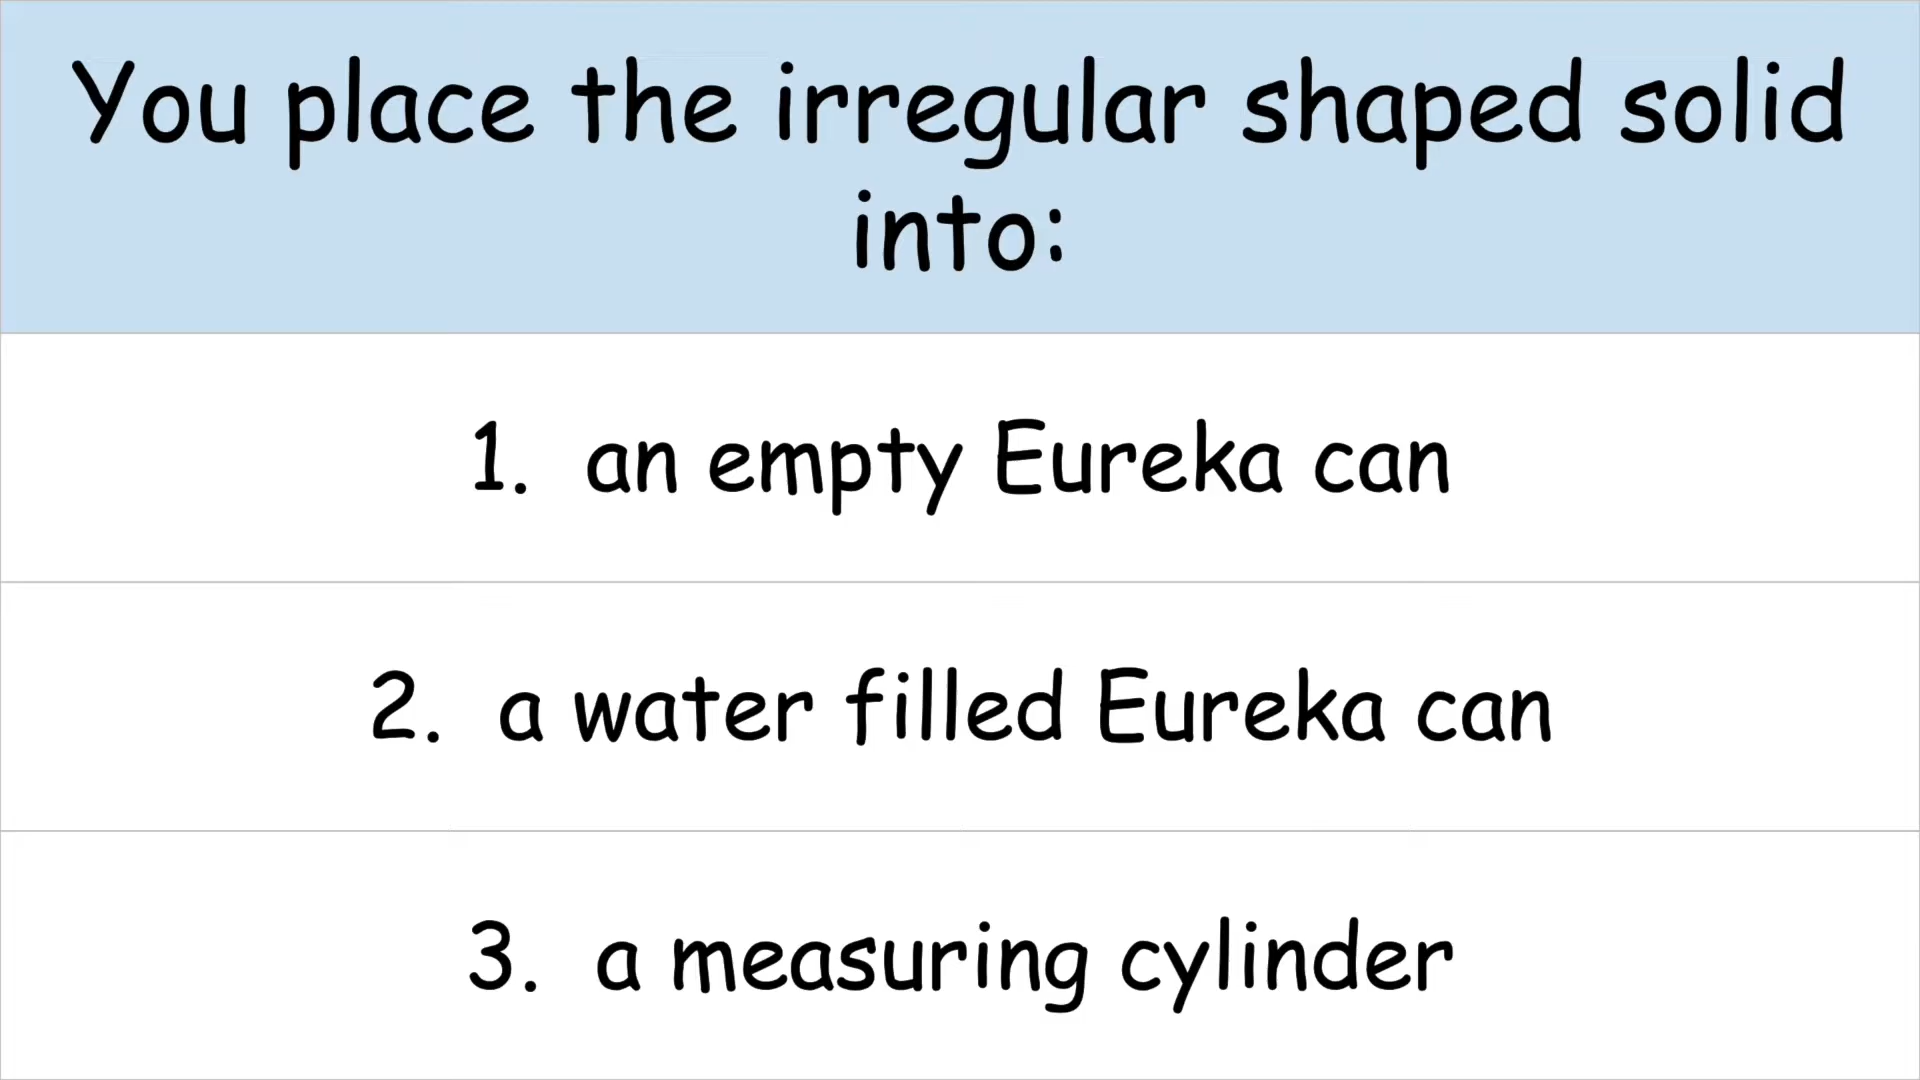 You place the irregular shaped solid
into:
1. an empty Eureka can
2. a water filled Eureka can
3. a measuring cylinder